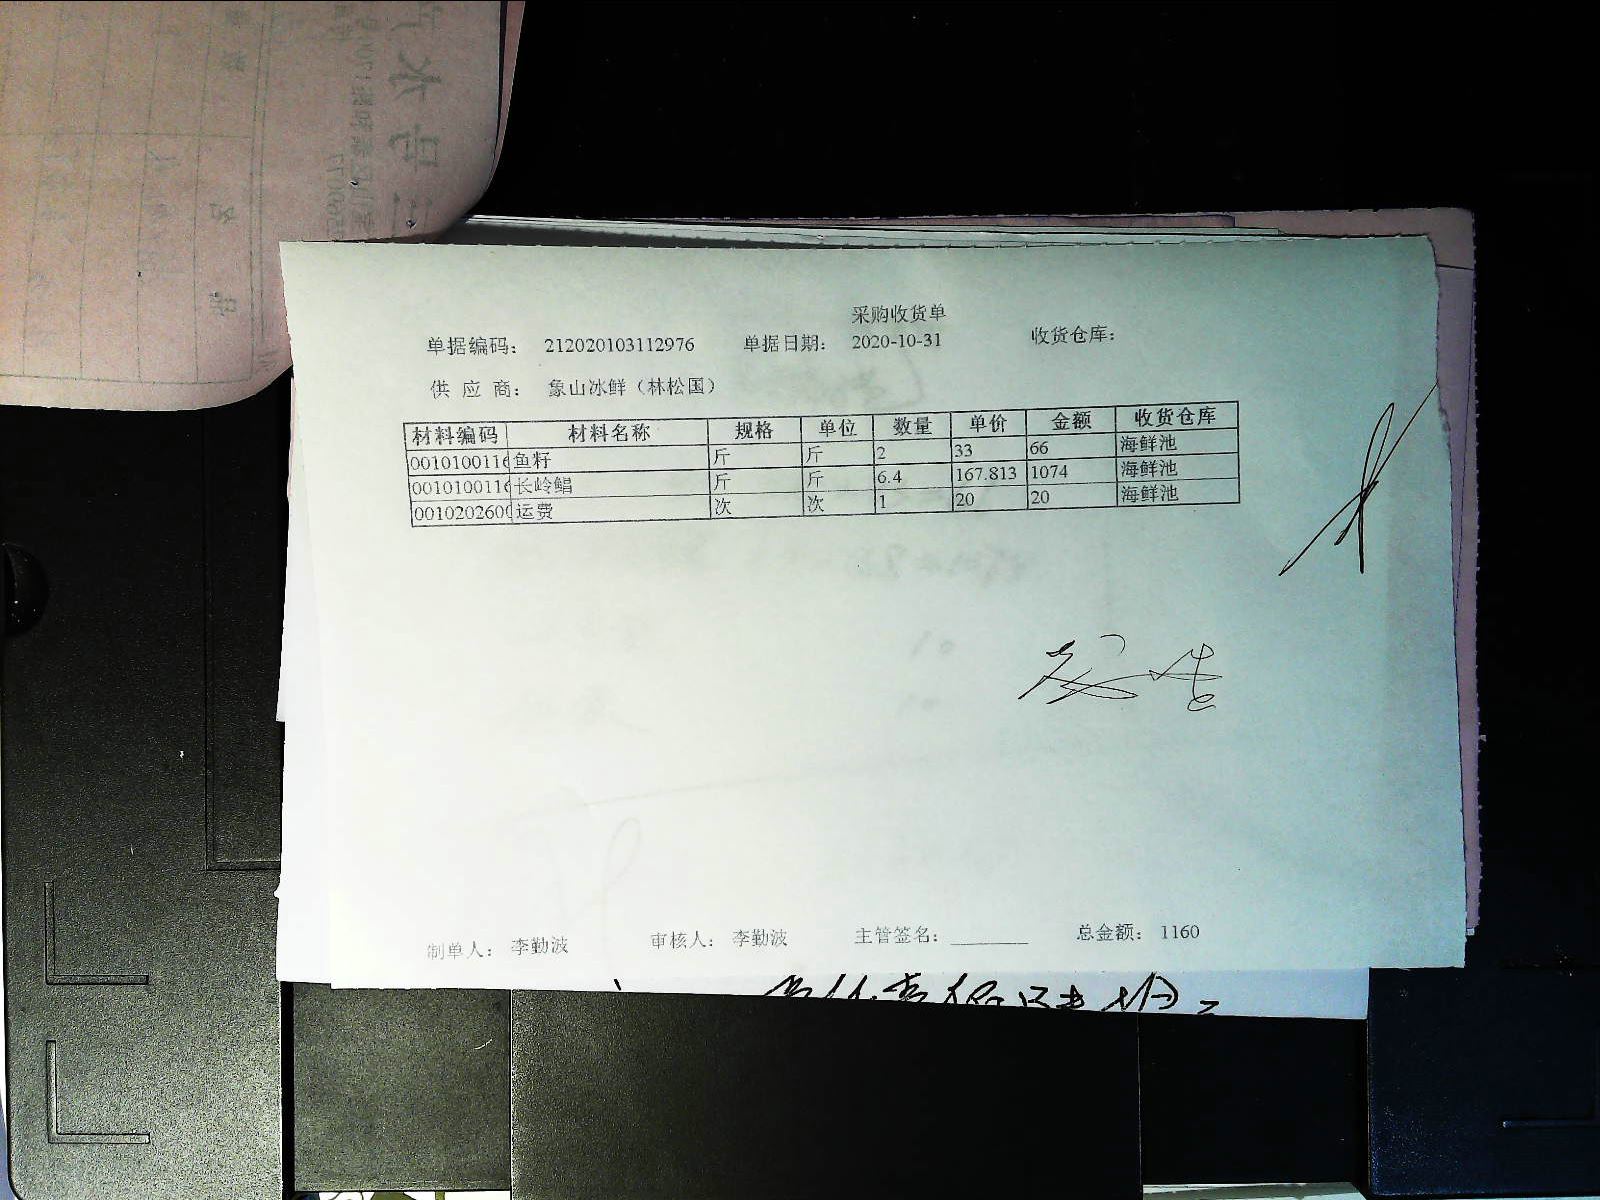 采购收货单
单据编码： 212020103112976 单据日期： 2020-10-31 收货仓库：
供 应 商： 象山冰鲜（林松国）
材料编码 材料名称 规格 单位 数量 单价 金额 收货仓库
0010100116 鱼籽 斤 斤 2 33 66 海鲜池
0010100116 长岭鲳 斤 斤 6.4 167.813 1074 海鲜池
0010202600 运费 次 次 1 20 20 海鲜池
制单人： 李勤波 审核人： 李勤波 主管签名： 总金额： 1160